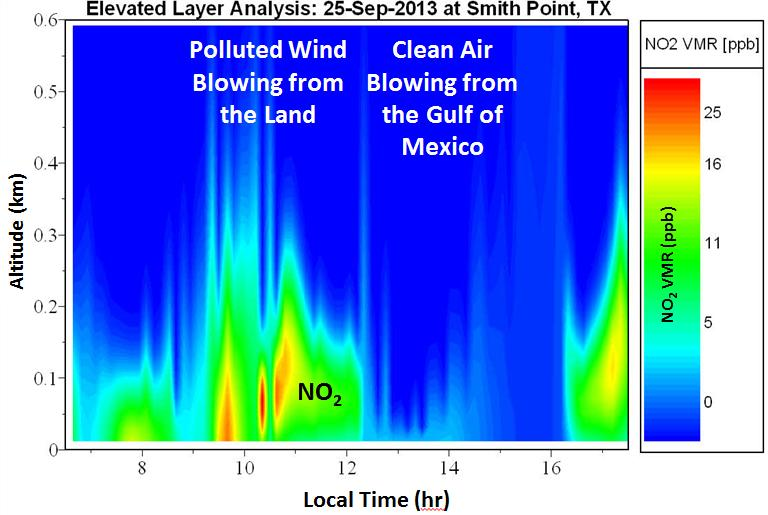 Elevated Layer Analysis: 25-Sep-2013 at Smith Point, TX
Polluted Wind
Blowing from
the Land
Clean Air
Blowing from
the Gulf of
Mexico
NO₂
Altitude (km)
0.6
0.5
0.4
0.3
0.2
0.1
0
8
10
12
14
16
Local Time (hr)
NO2 VMR [ppb]
NO₂ VMR (ppb)
25
16
11
5
0